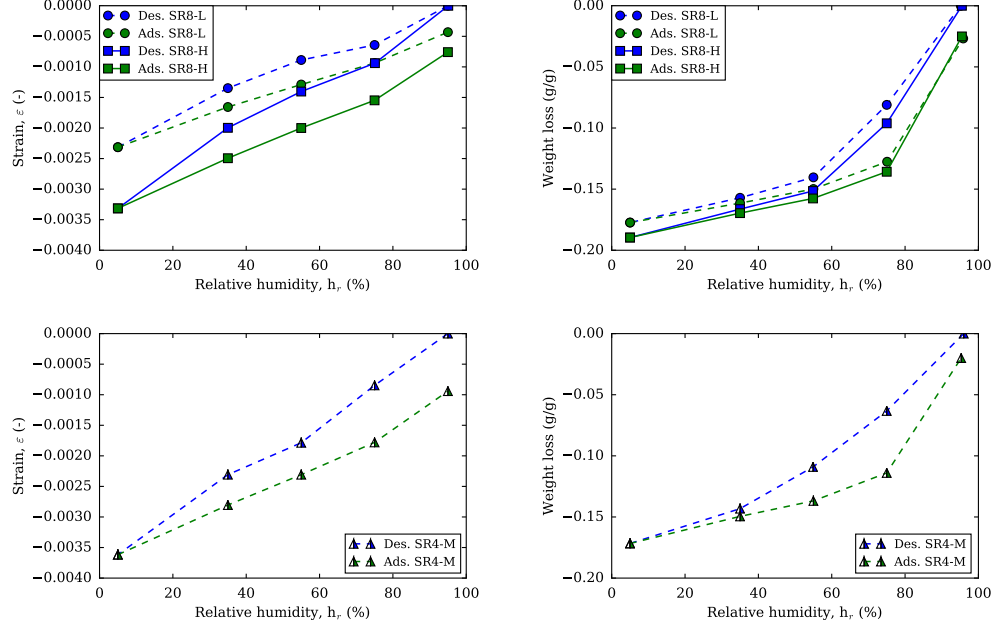 0.0000
−0.0005
−0.0010
−0.0015
−0.0020
−0.0025
−0.0030
−0.0035
−0.0040
Strain, ε (-)
0 20 40 60 80 100
Relative humidity, hᵣ (%)
Des. SR8-L
Ads. SR8-L
Des. SR8-H
Ads. SR8-H
0.00
−0.05
−0.10
−0.15
−0.20
Weight loss (g/g)
0 20 40 60 80 100
Relative humidity, hᵣ (%)
Des. SR8-L
Ads. SR8-L
Des. SR8-H
Ads. SR8-H
0.0000
−0.0005
−0.0010
−0.0015
−0.0020
−0.0025
−0.0030
−0.0035
−0.0040
Strain, ε (-)
0 20 40 60 80 100
Relative humidity, hᵣ (%)
Des. SR4-M
Ads. SR4-M
0.00
−0.05
−0.10
−0.15
−0.20
Weight loss (g/g)
0 20 40 60 80 100
Relative humidity, hᵣ (%)
Des. SR4-M
Ads. SR4-M